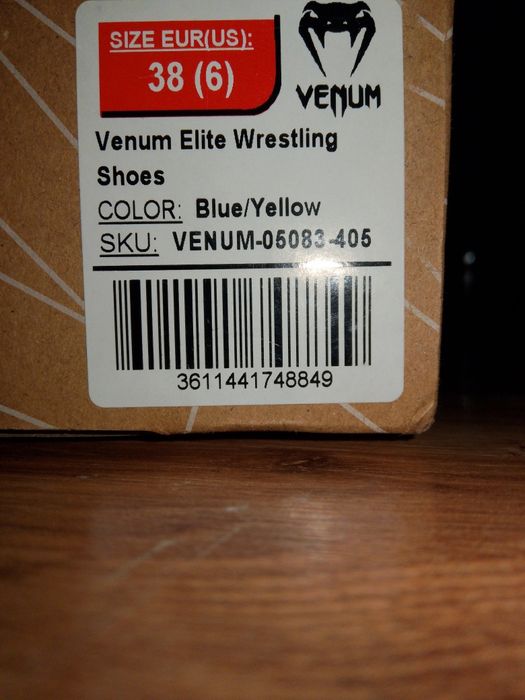 SIZE EUR(US):
38 (6)
VENUM
Venum Elite Wrestling
Shoes
COLOR: Blue/Yellow
SKU: VENUM-05083-405
3611441748849